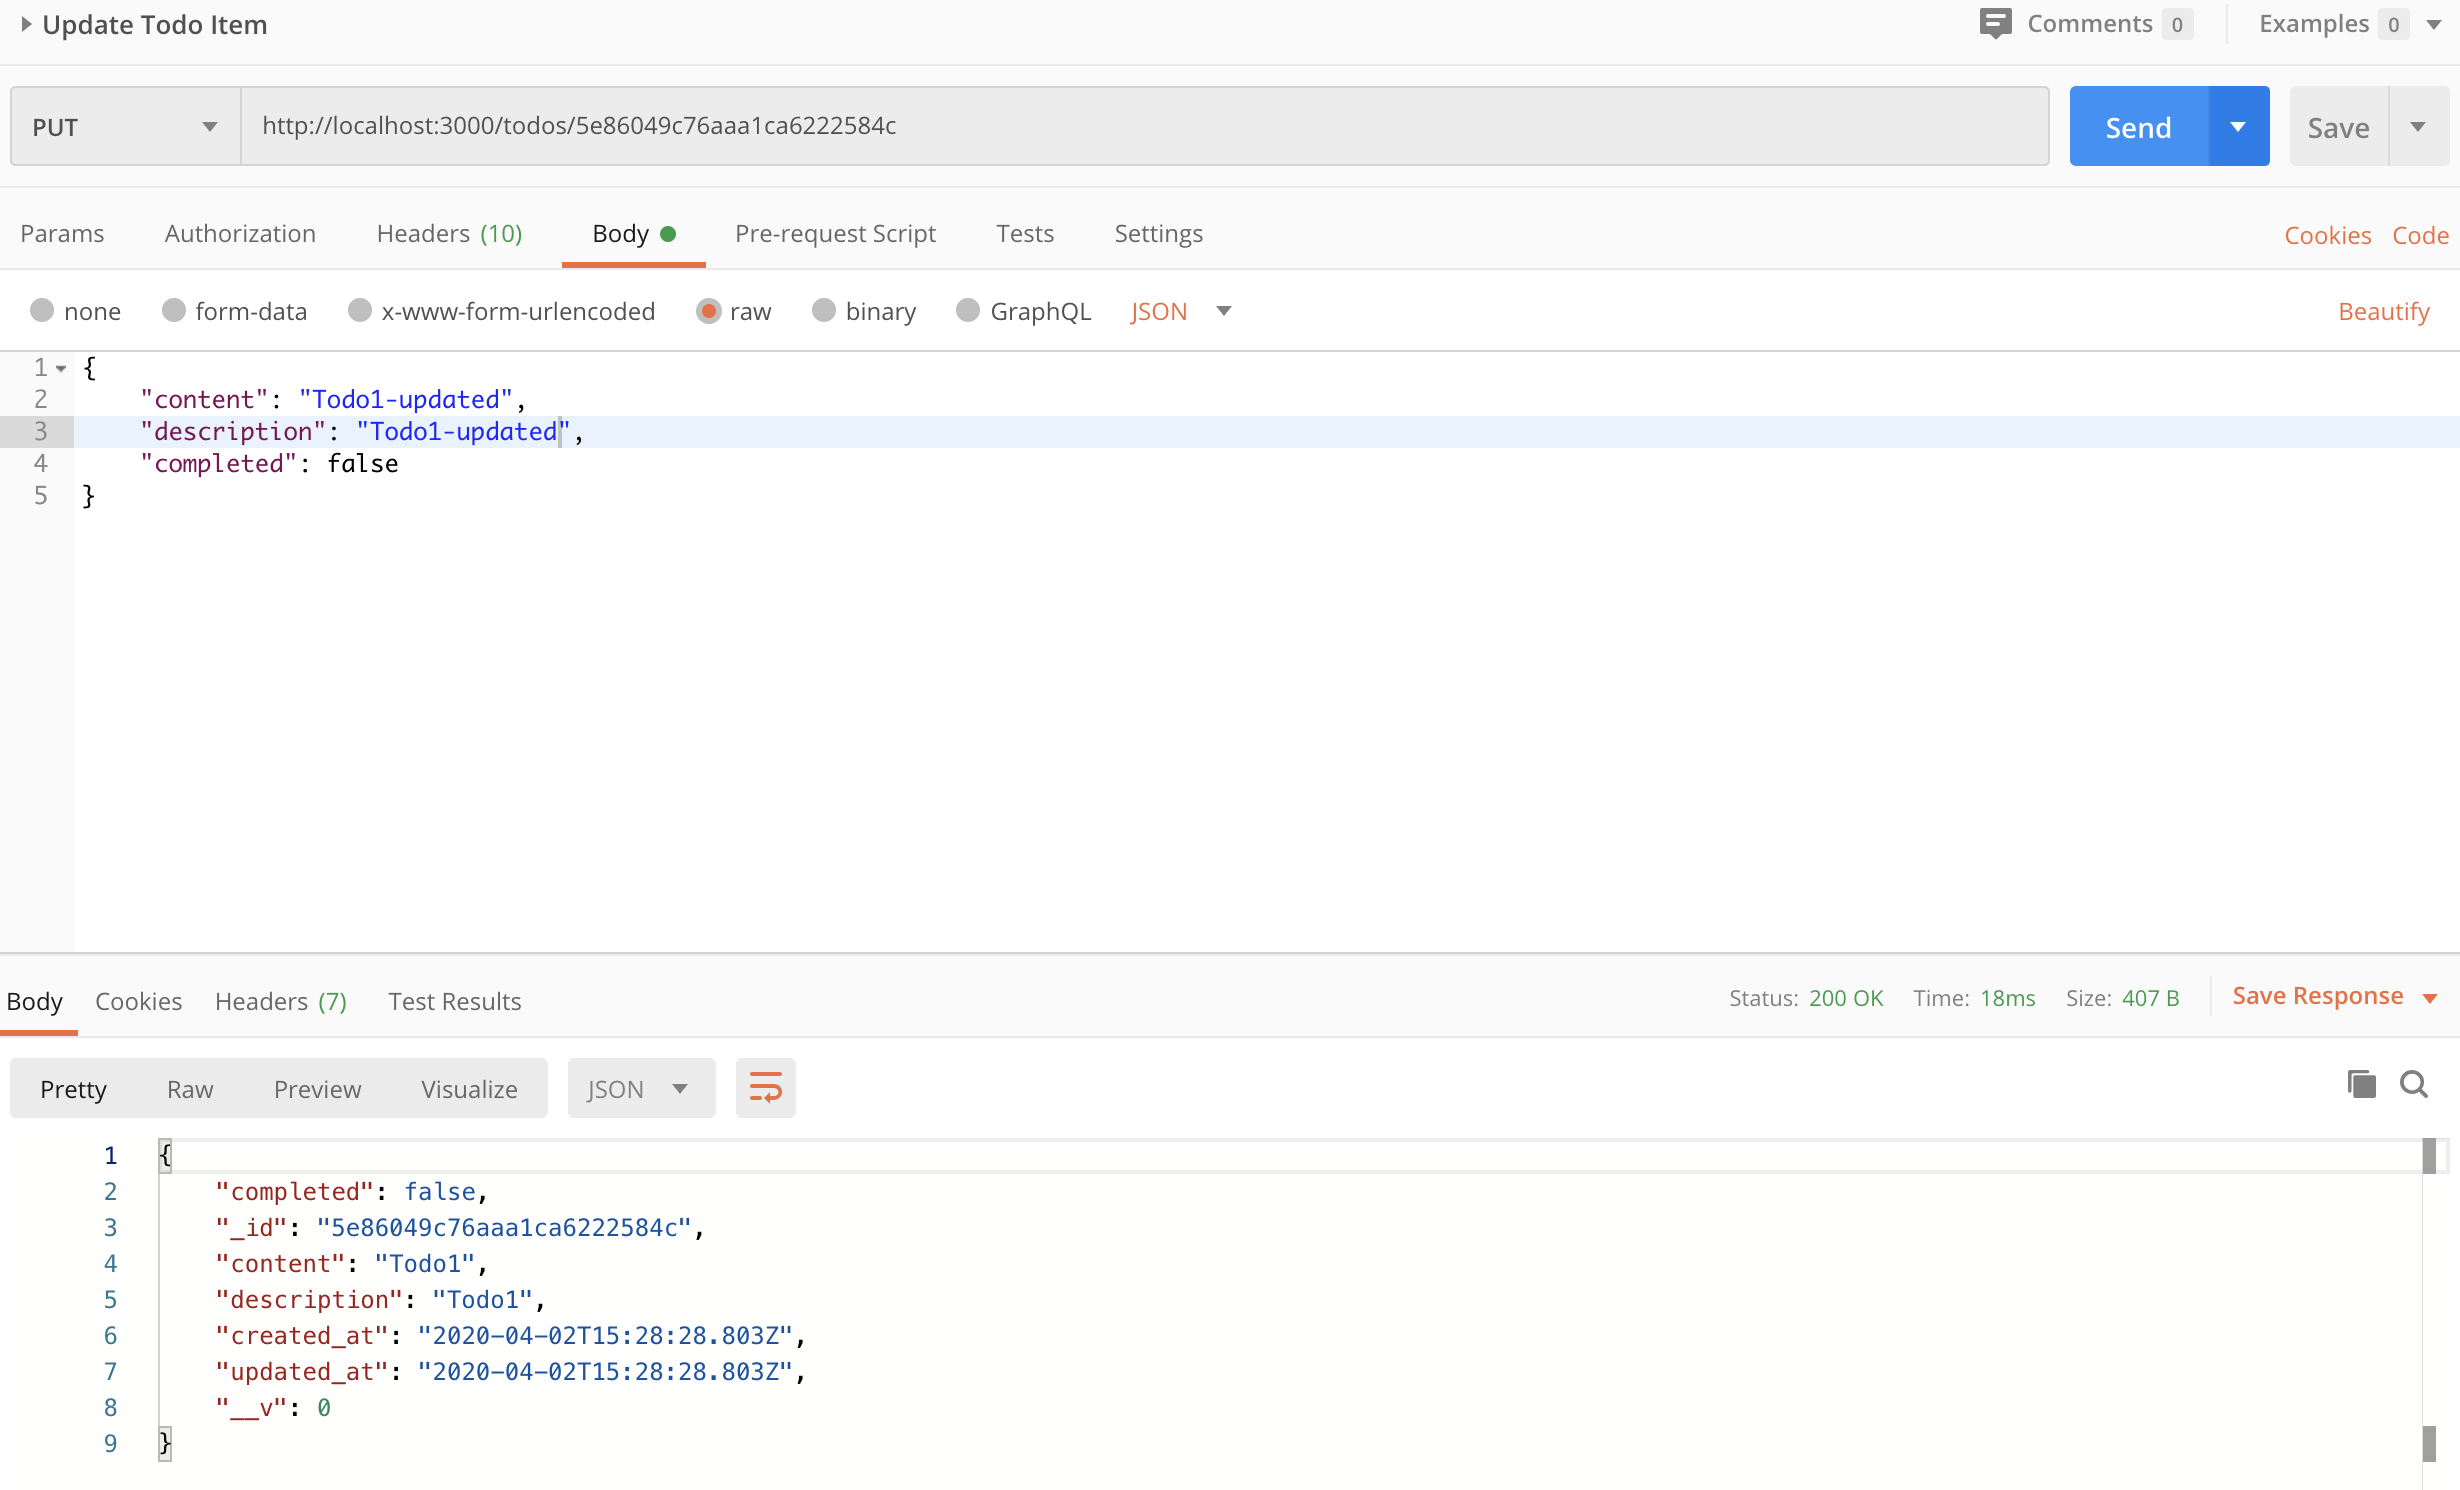 Update Todo Item Comments 0 Examples 0
PUT http://localhost:3000/todos/5e86049c76aaa1ca6222584c Send Save
Params Authorization Headers (10) Body Pre-request Script Tests Settings Cookies Code
none form-data x-www-form-urlencoded raw binary GraphQL JSON Beautify
1 {
2 "content": "Todo1-updated",
3 "description": "Todo1-updated",
4 "completed": false
5 }
Body Cookies Headers (7) Test Results Status: 200 OK Time: 18ms Size: 407 B Save Response
Pretty Raw Preview Visualize JSON
1 {
2 "completed": false,
3 "_id": "5e86049c76aaa1ca6222584c",
4 "content": "Todo1",
5 "description": "Todo1",
6 "created_at": "2020-04-02T15:28:28.803Z",
7 "updated_at": "2020-04-02T15:28:28.803Z",
8 "__v": 0
9 }